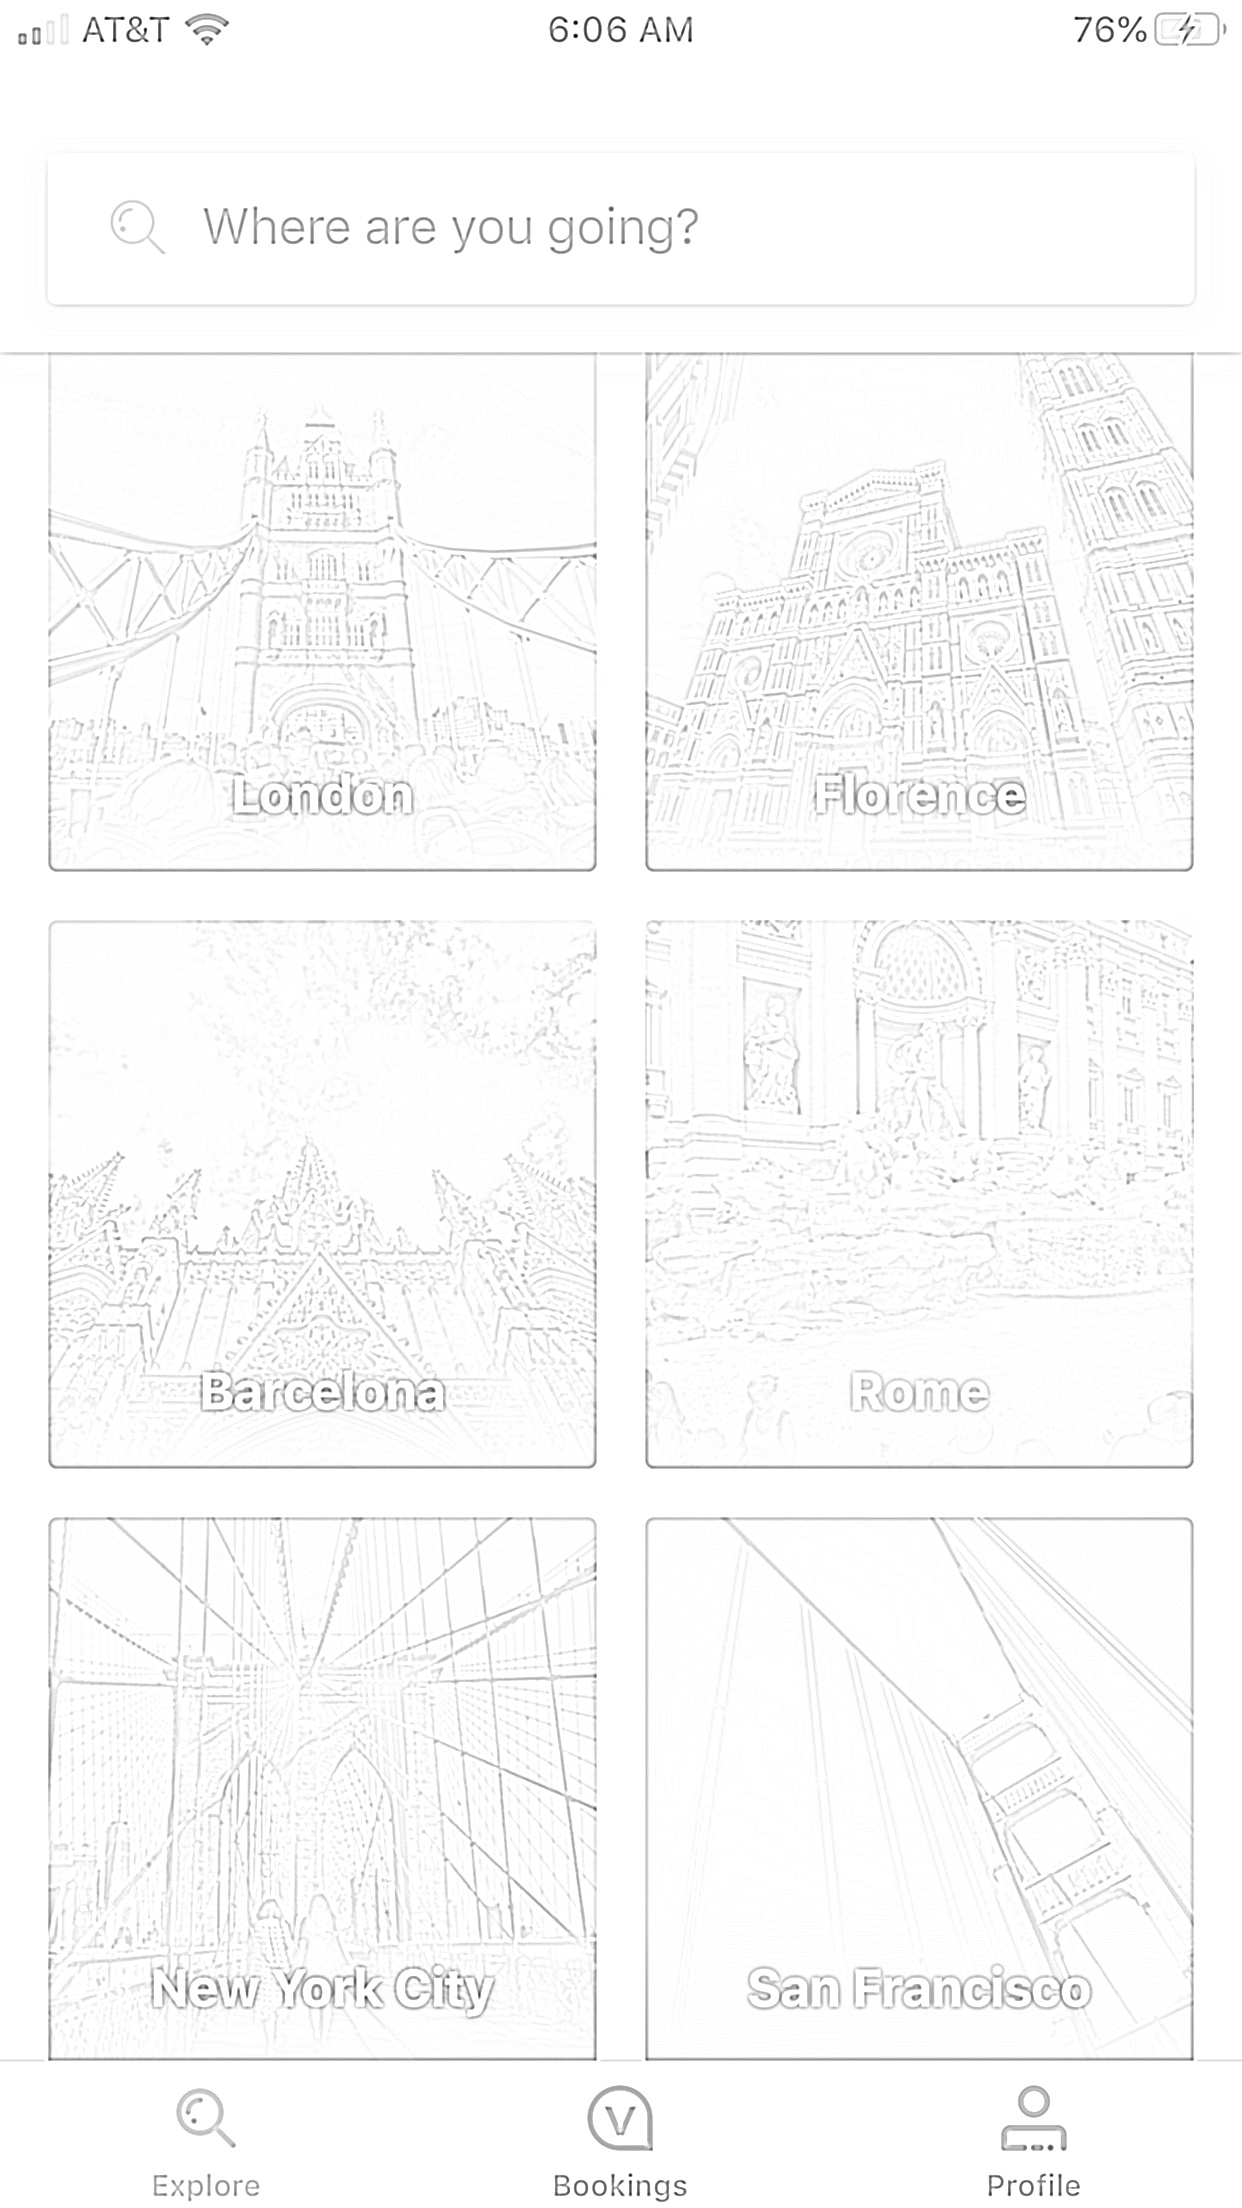 AT&T 6:06 AM 76%
Where are you going?
London Florence
Barcelona Rome
New York City San Francisco
V
Explore Bookings Profile